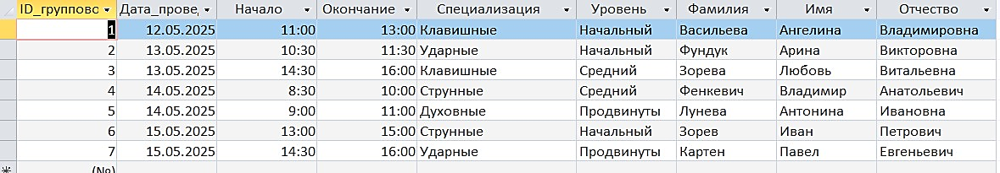 ID_группово Дата_прове Начало Окончание Специализация Уровень Фамилия Имя Отчество
1 12.05.2025 11:00 13:00 Клавишные Начальный Васильева Ангелина Владимировна
2 13.05.2025 10:30 11:30 Ударные Начальный Фундук Арина Викторовна
3 13.05.2025 14:30 16:00 Клавишные Средний Зорева Любовь Витальевна
4 14.05.2025 8:30 10:00 Струнные Средний Фенкевич Владимир Анатольевич
5 14.05.2025 9:00 11:00 Духовные Продвинуты Лунева Антонина Ивановна
6 15.05.2025 13:00 15:00 Струнные Начальный Зорев Иван Петрович
7 15.05.2025 14:30 16:00 Ударные Продвинуты Картен Павел Евгеньевич
(№)